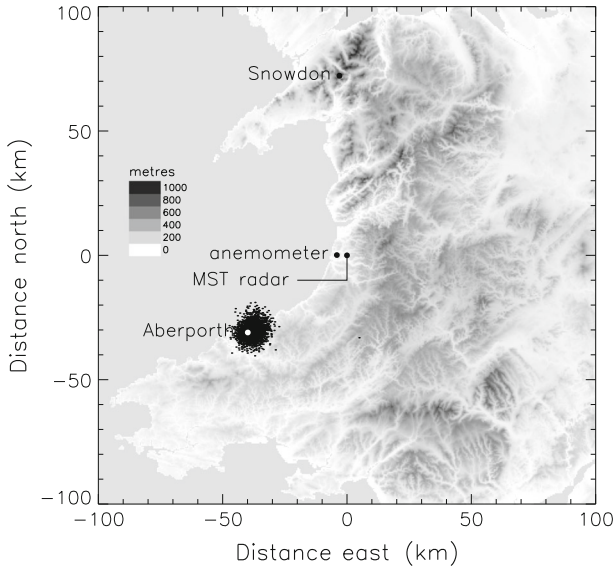 100
Snowdon
50
metres
1000
800
600
400
200
0
anemometer
0
MST radar
Aberporth
−50
−100
−100 −50 0 50 100
Distance east (km)
Distance north (km)